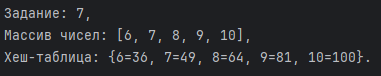 Задание: 7,
Массив чисел: [6, 7, 8, 9, 10],
Хеш-таблица: {6=36, 7=49, 8=64, 9=81, 10=100}.